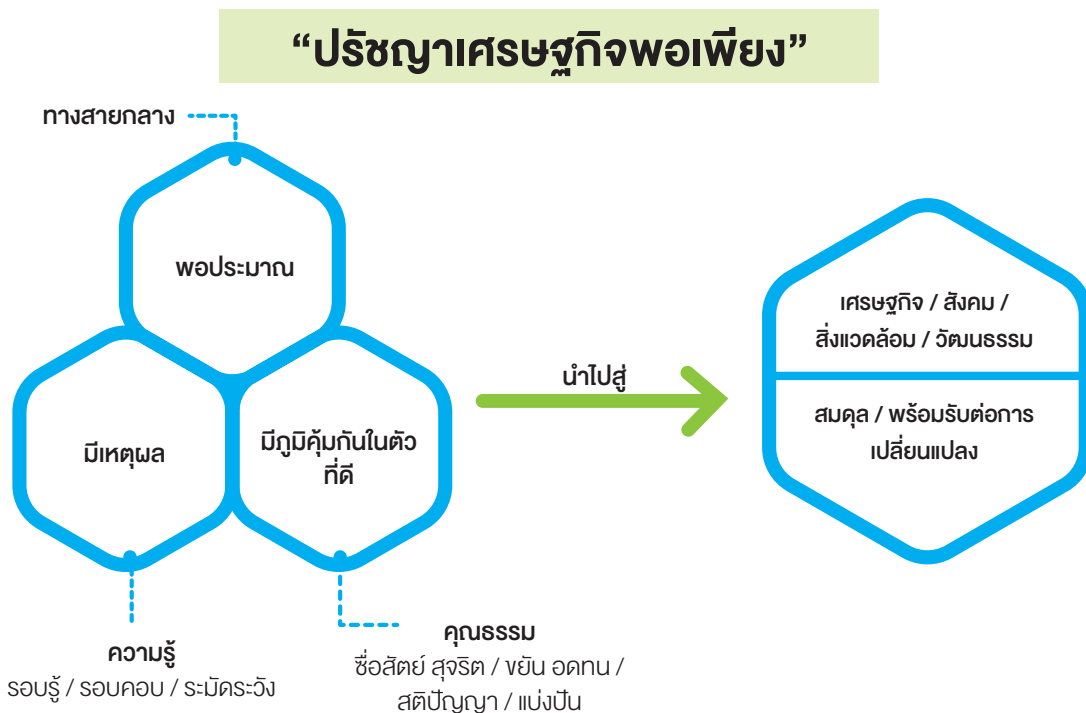 “ปรัชญาเศรษฐกิจพอเพียง”
ทางสายกลาง
พอประมาณ
มีเหตุผล
มีภูมิคุ้มกันในตัว
ที่ดี
นำไปสู่
เศรษฐกิจ / สังคม /
สิ่งแวดล้อม / วัฒนธรรม
สมดุล / พร้อมรับต่อการ
เปลี่ยนแปลง
ความรู้
รอบรู้ / รอบคอบ / ระมัดระวัง
คุณธรรม
ซื่อสัตย์ สุจริต / ขยัน อดทน /
สติปัญญา / แบ่งปัน